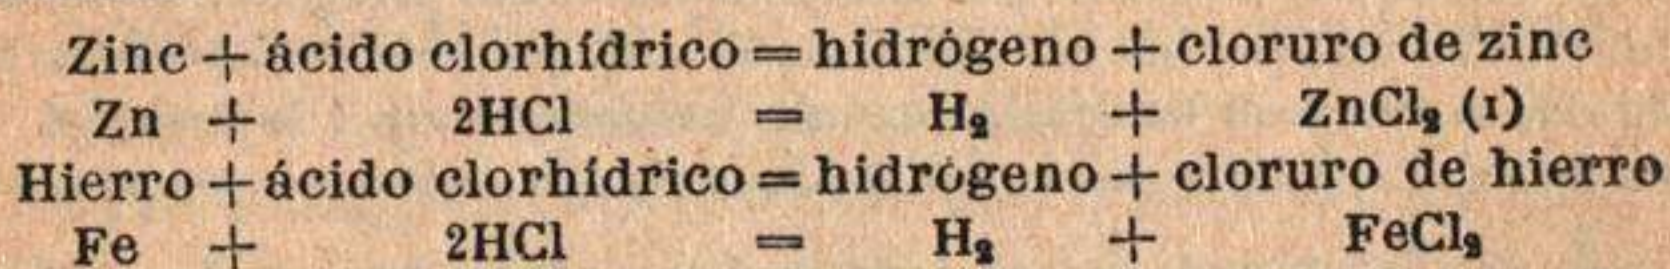 Zinc + ácido clorhídrico = hidrógeno + cloruro de zinc
Zn + 2HCl = H₂ + ZnCl₂ (1)
Hierro + ácido clorhídrico = hidrógeno + cloruro de hierro
Fe + 2HCl = H₂ + FeCl₂